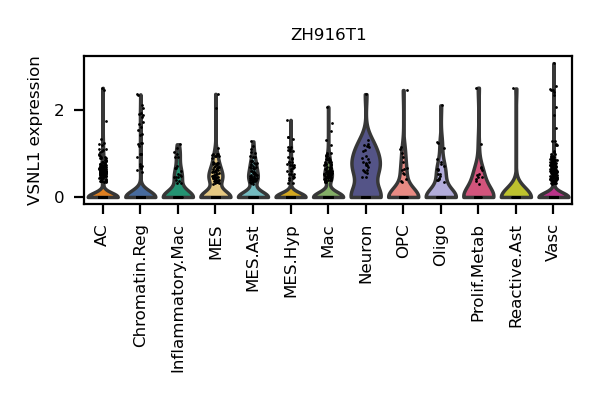 ZH916T1
VSNL1 expression
2
0
AC
Chromatin.Reg
Inflammatory.Mac
MES
MES.Ast
MES.Hyp
Mac
Neuron
OPC
Oligo
Prolif.Metab
Reactive.Ast
Vasc